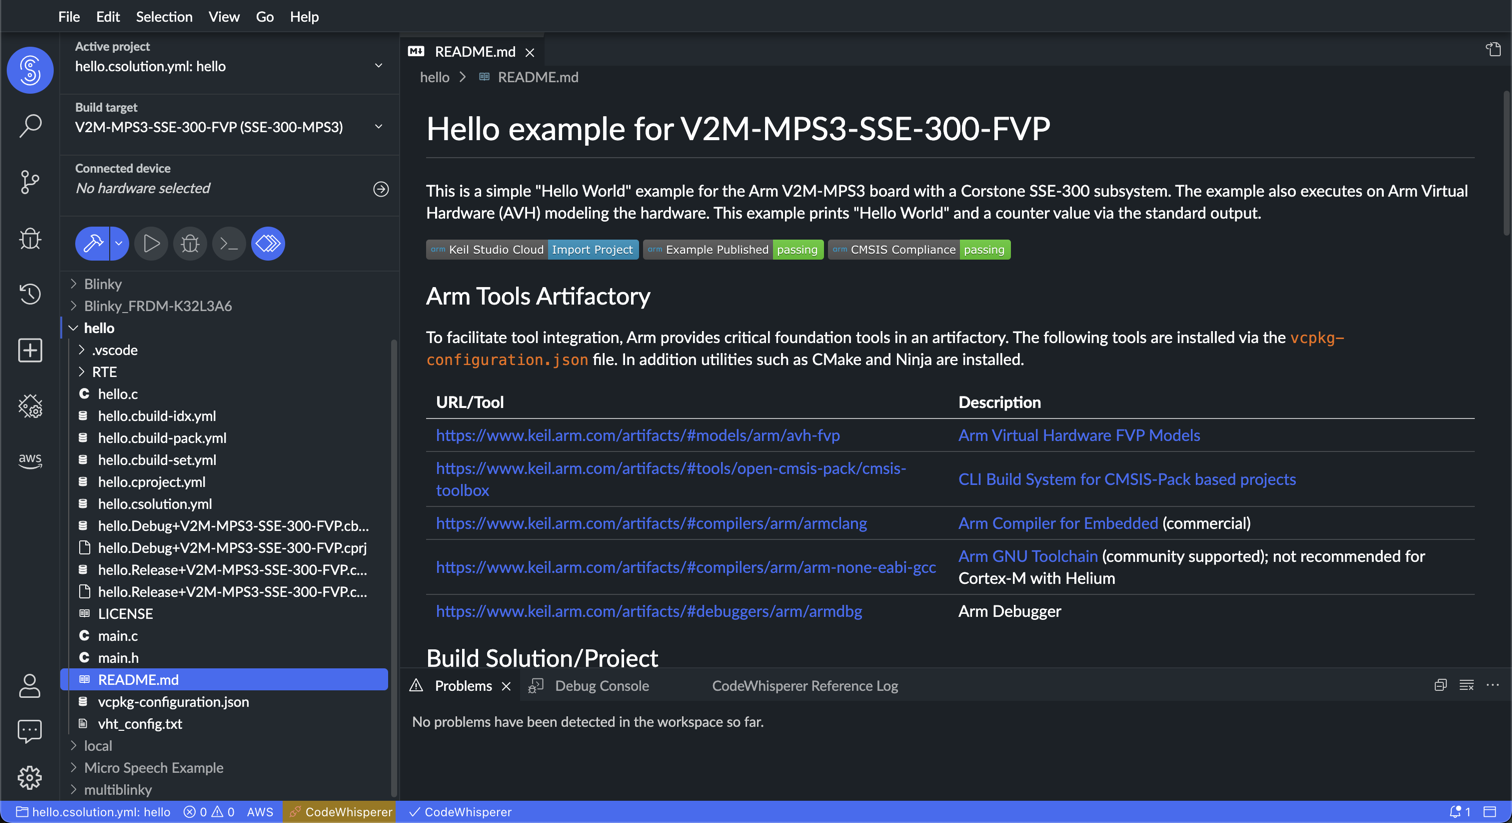 File Edit Selection View Go Help
Active project
hello.csolution.yml: hello
Build target
V2M-MPS3-SSE-300-FVP (SSE-300-MPS3)
Connected device
No hardware selected
Blinky
Blinky_FRDM-K32L3A6
hello
.vscode
RTE
C hello.c
hello.cbuild-idx.yml
hello.cbuild-pack.yml
hello.cbuild-set.yml
hello.cproject.yml
hello.csolution.yml
hello.Debug+V2M-MPS3-SSE-300-FVP.cb...
hello.Debug+V2M-MPS3-SSE-300-FVP.cprj
hello.Release+V2M-MPS3-SSE-300-FVP.c...
hello.Release+V2M-MPS3-SSE-300-FVP.c...
LICENSE
C main.c
C main.h
README.md
vcpkg-configuration.json
vht_config.txt
local
Micro Speech Example
multiblinky
aws
README.md
hello > README.md
Hello example for V2M-MPS3-SSE-300-FVP
This is a simple "Hello World" example for the Arm V2M-MPS3 board with a Corstone SSE-300 subsystem. The example also executes on Arm Virtual
Hardware (AVH) modeling the hardware. This example prints "Hello World" and a counter value via the standard output.
arm Keil Studio Cloud Import Project arm Example Published passing arm CMSIS Compliance passing
Arm Tools Artifactory
To facilitate tool integration, Arm provides critical foundation tools in an artifactory. The following tools are installed via the vcpkg-
configuration.json file. In addition utilities such as CMake and Ninja are installed.
URL/Tool Description
https://www.keil.arm.com/artifacts/#models/arm/avh-fvp Arm Virtual Hardware FVP Models
https://www.keil.arm.com/artifacts/#tools/open-cmsis-pack/cmsis-
toolbox CLI Build System for CMSIS-Pack based projects
https://www.keil.arm.com/artifacts/#compilers/arm/armclang Arm Compiler for Embedded (commercial)
https://www.keil.arm.com/artifacts/#compilers/arm/arm-none-eabi-gcc Arm GNU Toolchain (community supported); not recommended for
Cortex-M with Helium
https://www.keil.arm.com/artifacts/#debuggers/arm/armdbg Arm Debugger
Build Solution/Project
Problems Debug Console CodeWhisperer Reference Log
No problems have been detected in the workspace so far.
hello.csolution.yml: hello 0 0 AWS CodeWhisperer CodeWhisperer 1